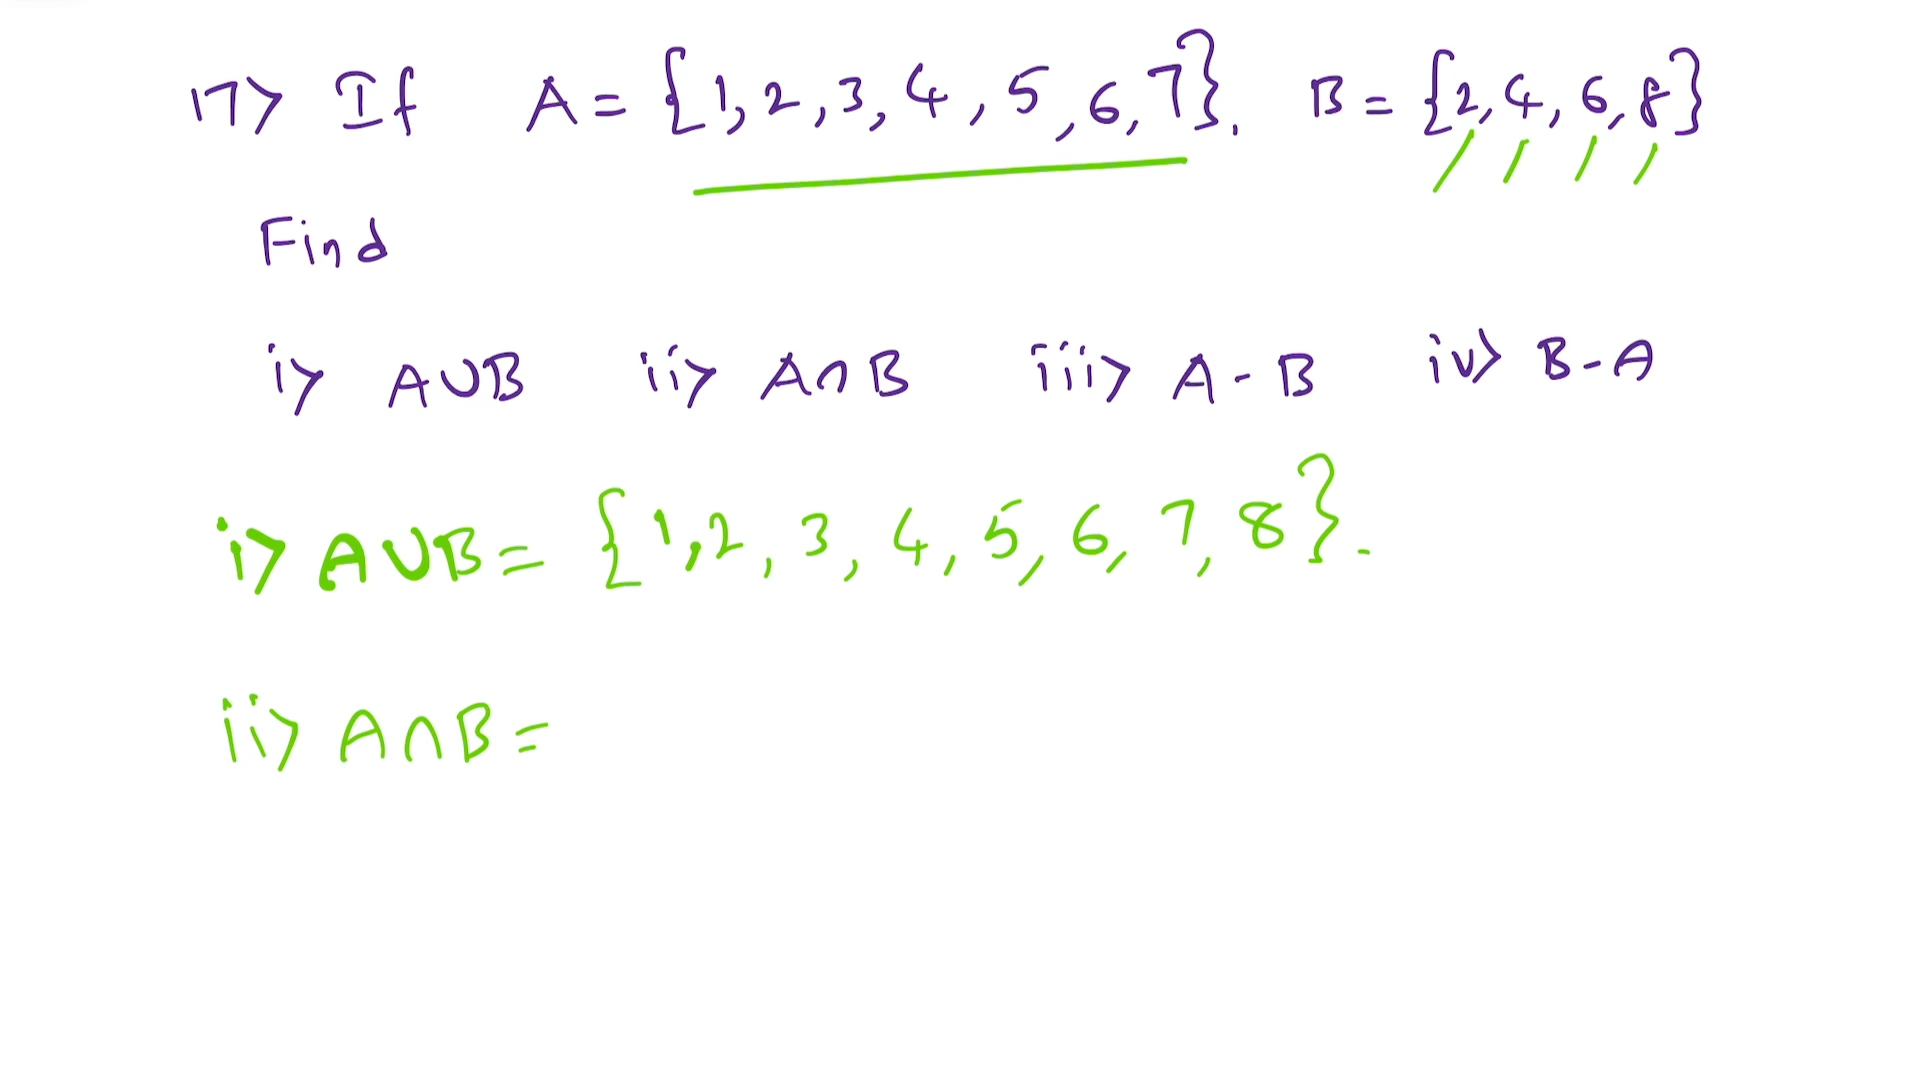 17> If A = {1, 2, 3, 4, 5, 6, 7}, B = {2, 4, 6, 8}
Find
i> A∪B ii> A∩B iii> A - B iv> B - A
i> A∪B = {1, 2, 3, 4, 5, 6, 7, 8}.
ii> A∩B =